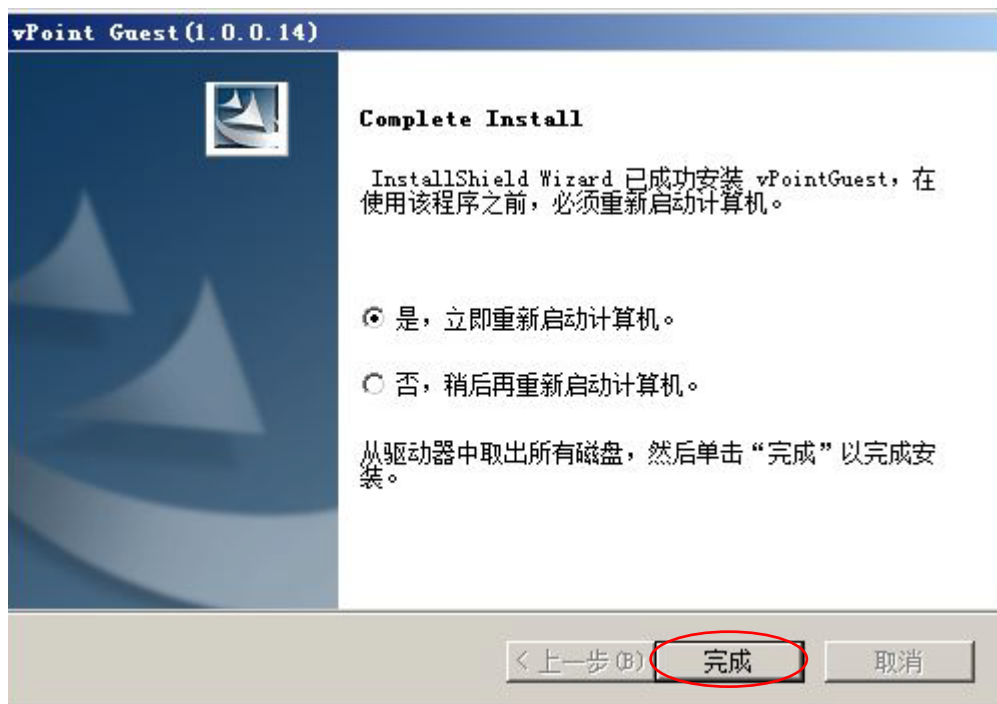 vPoint Guest(1.0.0.14)
Complete Install
InstallShield Wizard 已成功安装 vPointGuest，在
使用该程序之前，必须重新启动计算机。
是，立即重新启动计算机。
否，稍后再重新启动计算机。
从驱动器中取出所有磁盘，然后单击“完成”以完成安
装。
< 上一步(B)
完成
取消